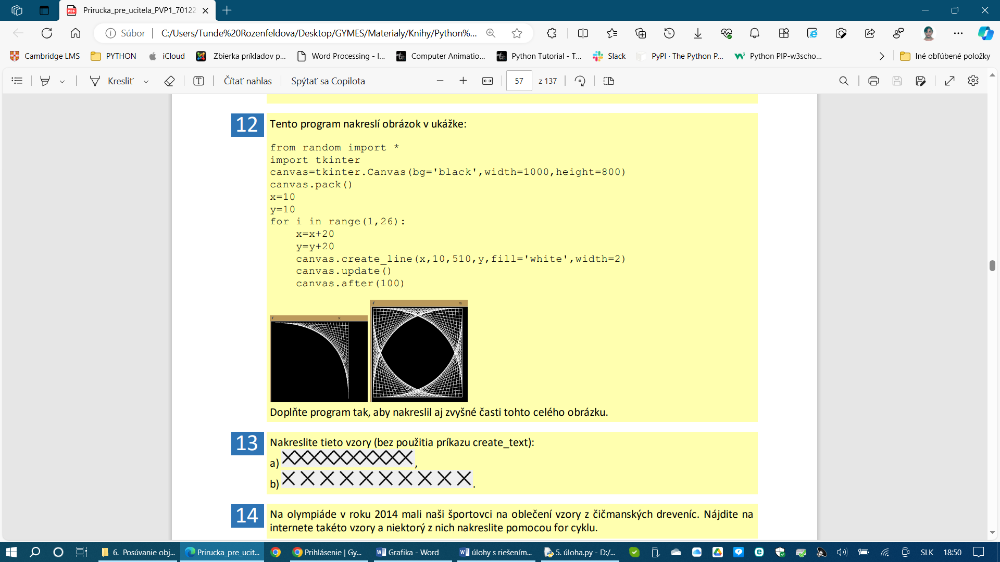 Prirucka_pre_ucitela_PVP1_70122
Súbor C:/Users/Tunde%20Rozenfeldova/Desktop/GYMES/Materialy/Knihy/Python%...
Cambridge LMS PYTHON iCloud Zbierka príkladov p... Word Processing - I... Computer Animatio... Python Tutorial - T... Slack PyPI · The Python P... Python PIP-w3scho... Iné obľúbené položky
Kresliť Čítať nahlas Spýtať sa Copilota 57 z 137
12 Tento program nakreslí obrázok v ukážke:
from random import *
import tkinter
canvas=tkinter.Canvas(bg='black',width=1000,height=800)
canvas.pack()
x=10
y=10
for i in range(1,26):
x=x+20
y=y+20
canvas.create_line(x,10,510,y,fill='white',width=2)
canvas.update()
canvas.after(100)
Doplňte program tak, aby nakreslil aj zvyšné časti tohto celého obrázku.
13 Nakreslite tieto vzory (bez použitia príkazu create_text):
a) ,
b) .
14 Na olympiáde v roku 2014 mali naši športovci na oblečení vzory z čičmanských dreveníc. Nájdite na
internete takéto vzory a niektorý z nich nakreslite pomocou for cyklu.
6. Posúvanie obj... Prirucka_pre_ucit... Prihlásenie | Gy... Grafika - Word úlohy s riešením... 5. úloha.py - D:/... SLK 18:50